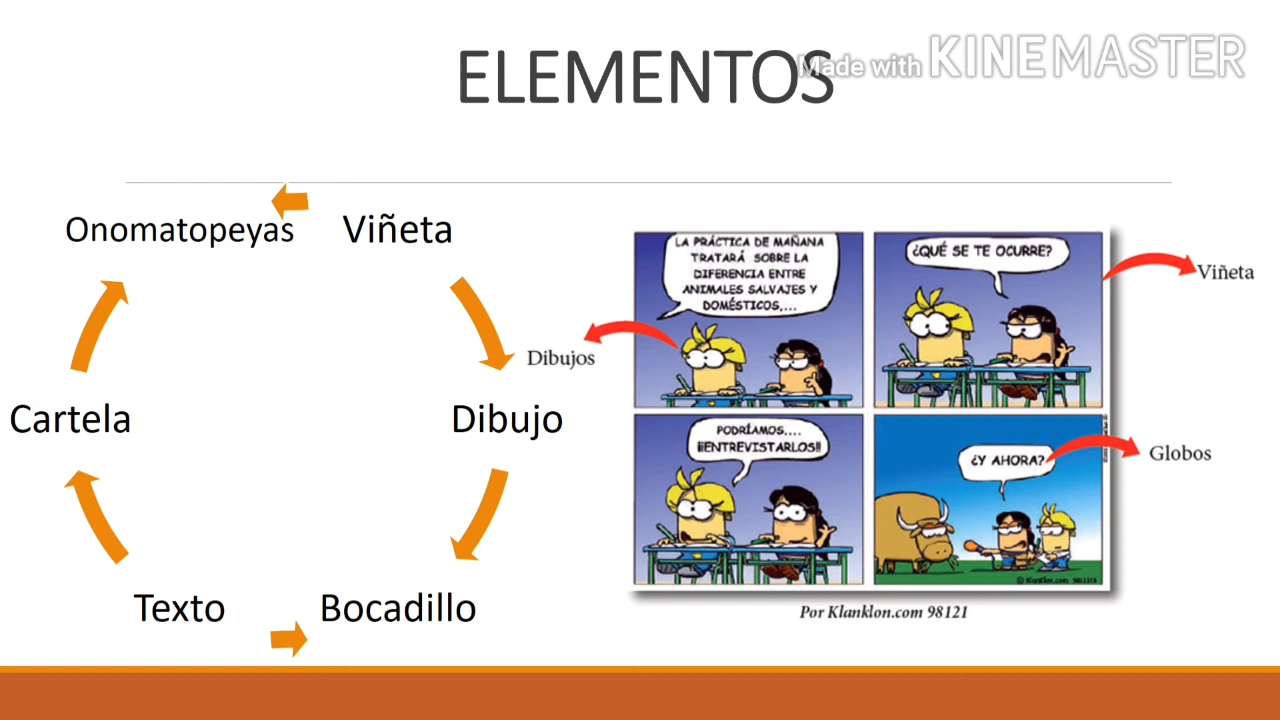 ELEMENTOS
Made with KINEMASTER
Onomatopeyas
Viñeta
Cartela
Dibujo
Texto
Bocadillo
LA PRÁCTICA DE MAÑANA
TRATARÁ SOBRE LA
DIFERENCIA ENTRE
ANIMALES SALVAJES Y
DOMÉSTICOS,...
¿QUÉ SE TE OCURRE?
Viñeta
Dibujos
PODRÍAMOS....
¡¡ENTREVISTARLOS!!
¿Y AHORA?
Globos
Por Klanklon.com 98121